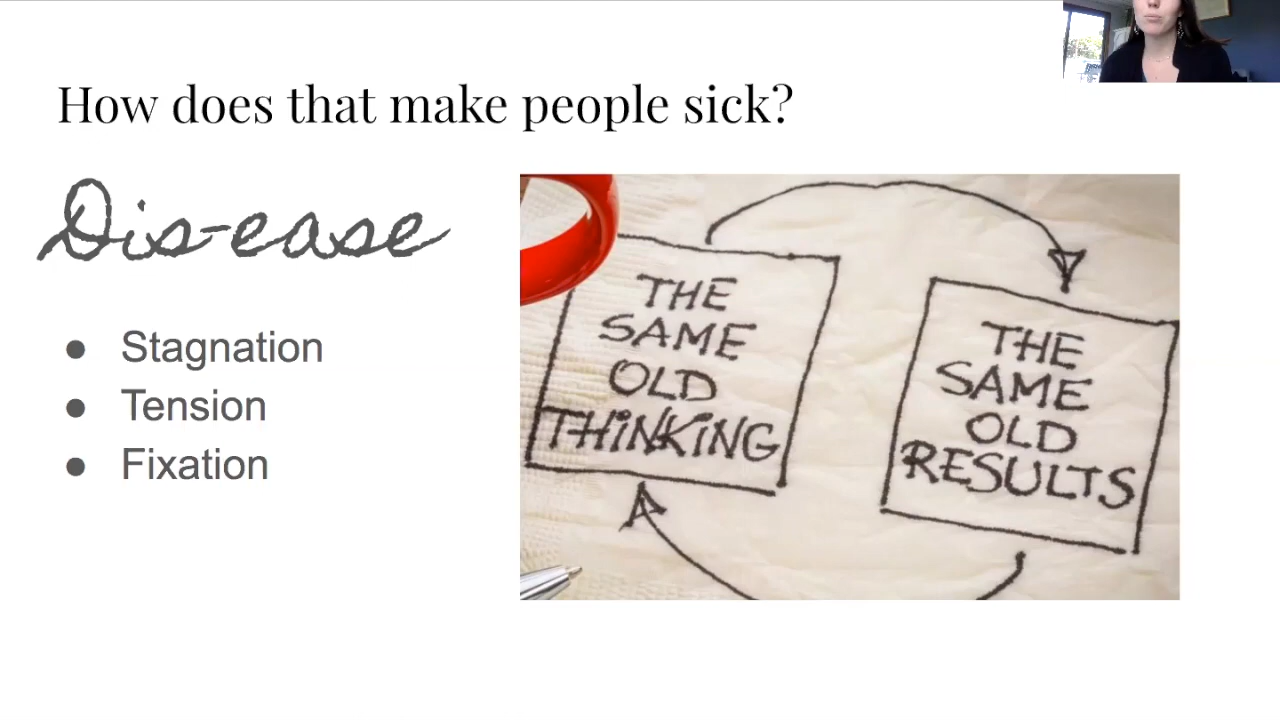 How does that make people sick?
Dis-ease
● Stagnation
● Tension
● Fixation
THE
SAME
OLD
THiNKiNG
THE
SAME
OLD
RESULTS